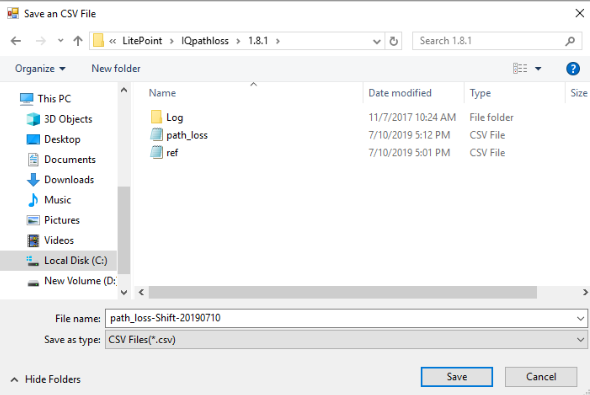 Save an CSV File
« LitePoint › IQpathloss › 1.8.1 ›
Search 1.8.1
Organize
New folder
Name Date modified Type Size
This PC
3D Objects
Desktop
Documents
Downloads
Music
Pictures
Videos
Local Disk (C:)
New Volume (D:
Log 11/7/2017 10:24 AM File folder
path_loss 7/10/2019 5:12 PM CSV File
ref 7/10/2019 5:01 PM CSV File
File name: path_loss-Shift-20190710
Save as type: CSV Files(*.csv)
Hide Folders
Save
Cancel